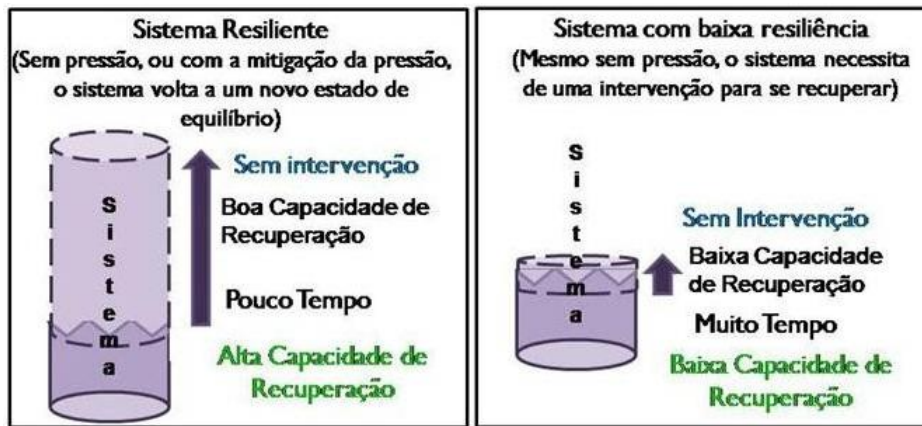 Sistema Resiliente
(Sem pressão, ou com a mitigação da pressão,
o sistema volta a um novo estado de
equilíbrio)
Sistema
Sem intervenção
Boa Capacidade de
Recuperação
Pouco Tempo
Alta Capacidade de
Recuperação
Sistema com baixa resiliência
(Mesmo sem pressão, o sistema necessita
de uma intervenção para se recuperar)
Sistema
Sem Intervenção
Baixa Capacidade
de Recuperação
Muito Tempo
Baixa Capacidade de
Recuperação